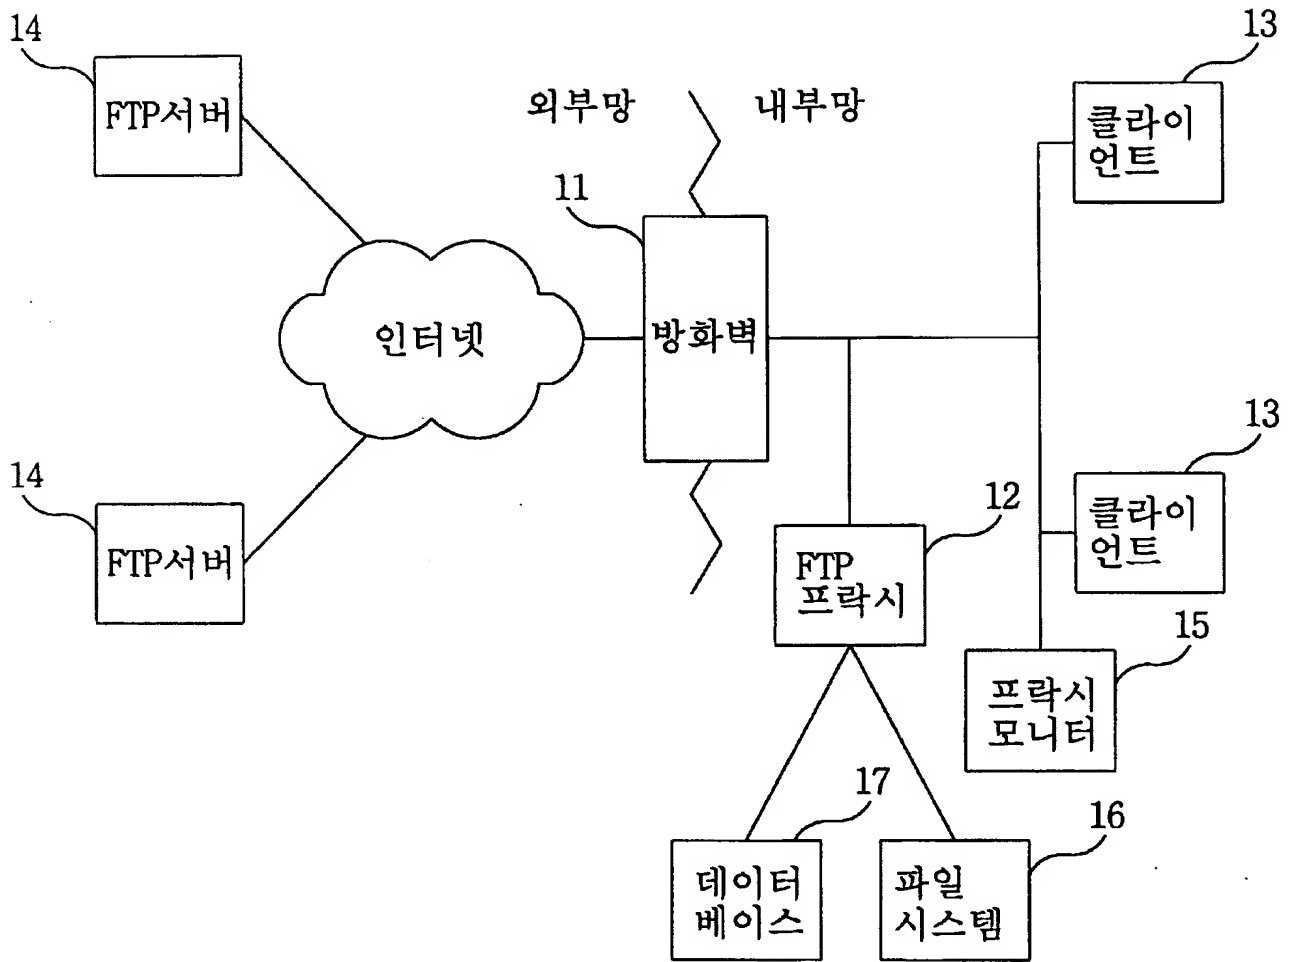 14
13
FTP서버
외부망
내부망
클라이
언트
11
인터넷
방화벽
14
13
FTP서버
12
클라이
언트
FTP
프락시
15
프락시
모니터
17
16
데이터
베이스
파일
시스템